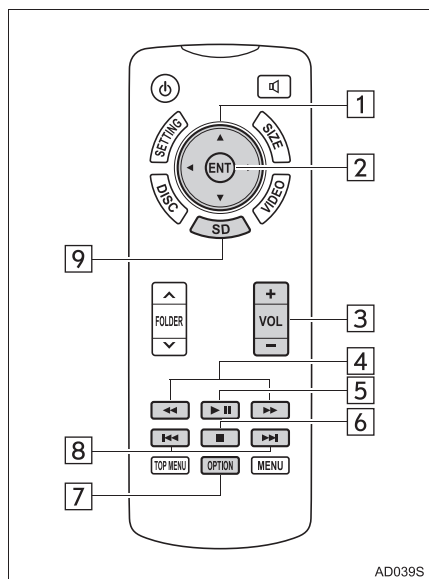 1
SETTING
SIZE
ENT
2
DISC
VIDEO
SD
9
FOLDER
+
VOL
−
3
4
5
6
8
TOP MENU
OPTION
MENU
7
AD039S